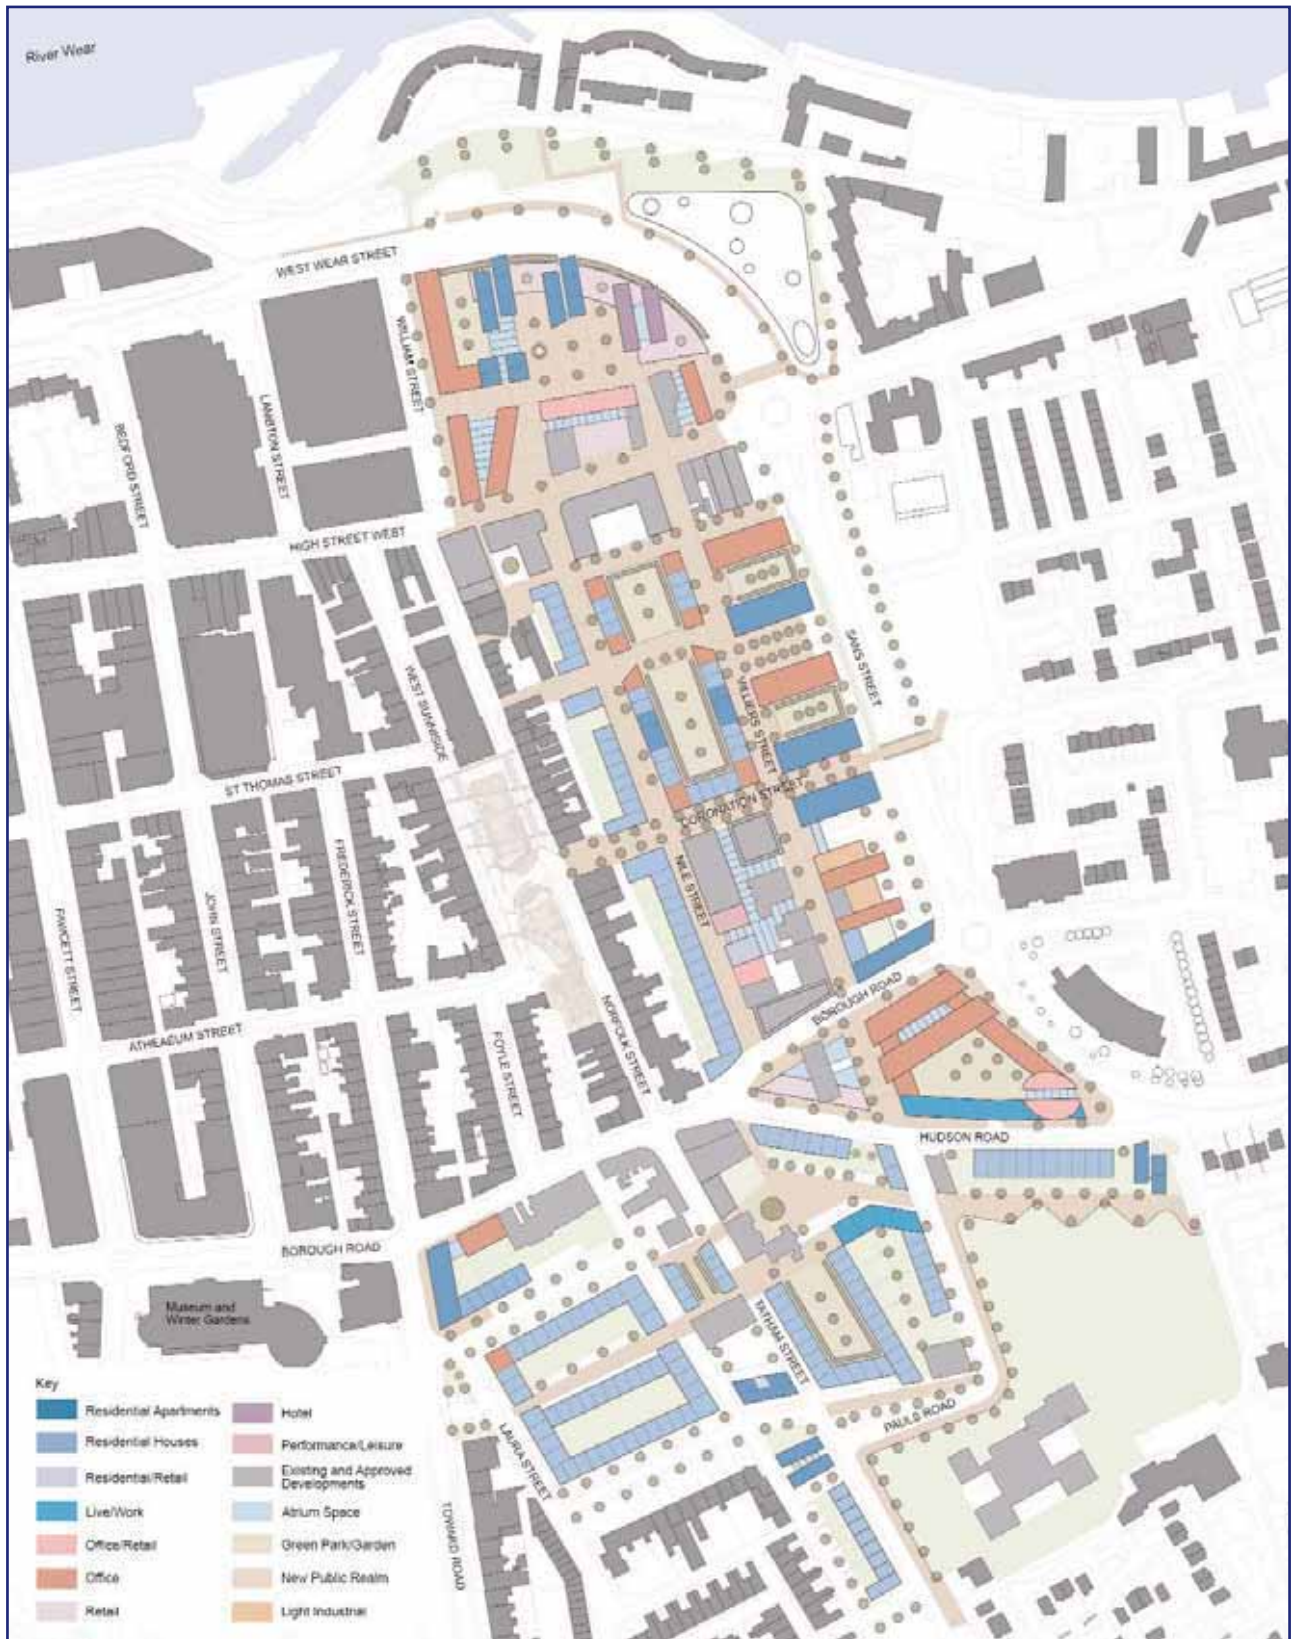 River Wear
WEST WEAR STREET
WILLIAM STREET
LAMBTON STREET
BEDFORD STREET
HIGH STREET WEST
WEST SUNNISIDE
SANS STREET
VILLIERS STREET
ST THOMAS STREET
CORONATION STREET
NILE STREET
FREDERICK STREET
JOHN STREET
FAWCETT STREET
BOROUGH ROAD
ATHEAEUM STREET
NORFOLK STREET
FOYLE STREET
HUDSON ROAD
BOROUGH ROAD
Museum and
Winter Gardens
TATHAM STREET
PAULS ROAD
LAURA STREET
TOWARD ROAD
Key
Residential Apartments
Residential Houses
Residential/Retail
Live/Work
Office/Retail
Office
Retail
Hotel
Performance/Leisure
Existing and Approved
Developments
Atrium Space
Green Park/Garden
New Public Realm
Light Industrial